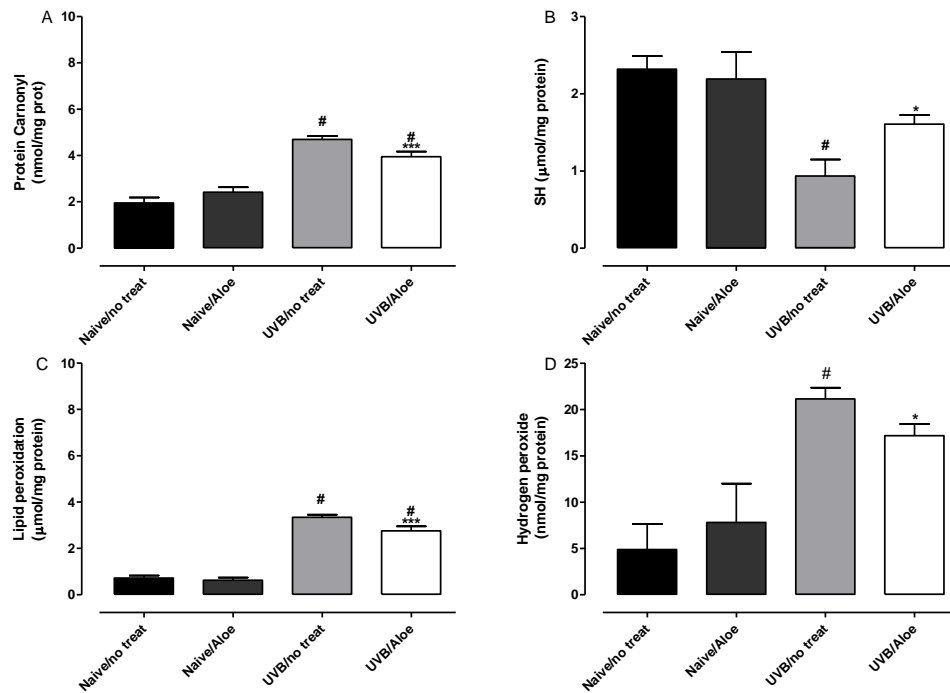 A
Protein Carnonyl
(nmol/mg prot)
10
8
6
4
2
0
#
#
***
Naive/no treat
Naive/Aloe
UVB/no treat
UVB/Aloe
B
SH (μmol/mg protein)
3
2
1
0
#
*
Naive/no treat
Naive/Aloe
UVB/no treat
UVB/Aloe
C
Lipid peroxidation
(μmol/mg protein)
10
8
6
4
2
0
#
#
***
Naive/no treat
Naive/Aloe
UVB/no treat
UVB/Aloe
D
Hydrogen peroxide
(nmol/mg protein)
25
20
15
10
5
0
#
*
Naive/no treat
Naive/Aloe
UVB/no treat
UVB/Aloe